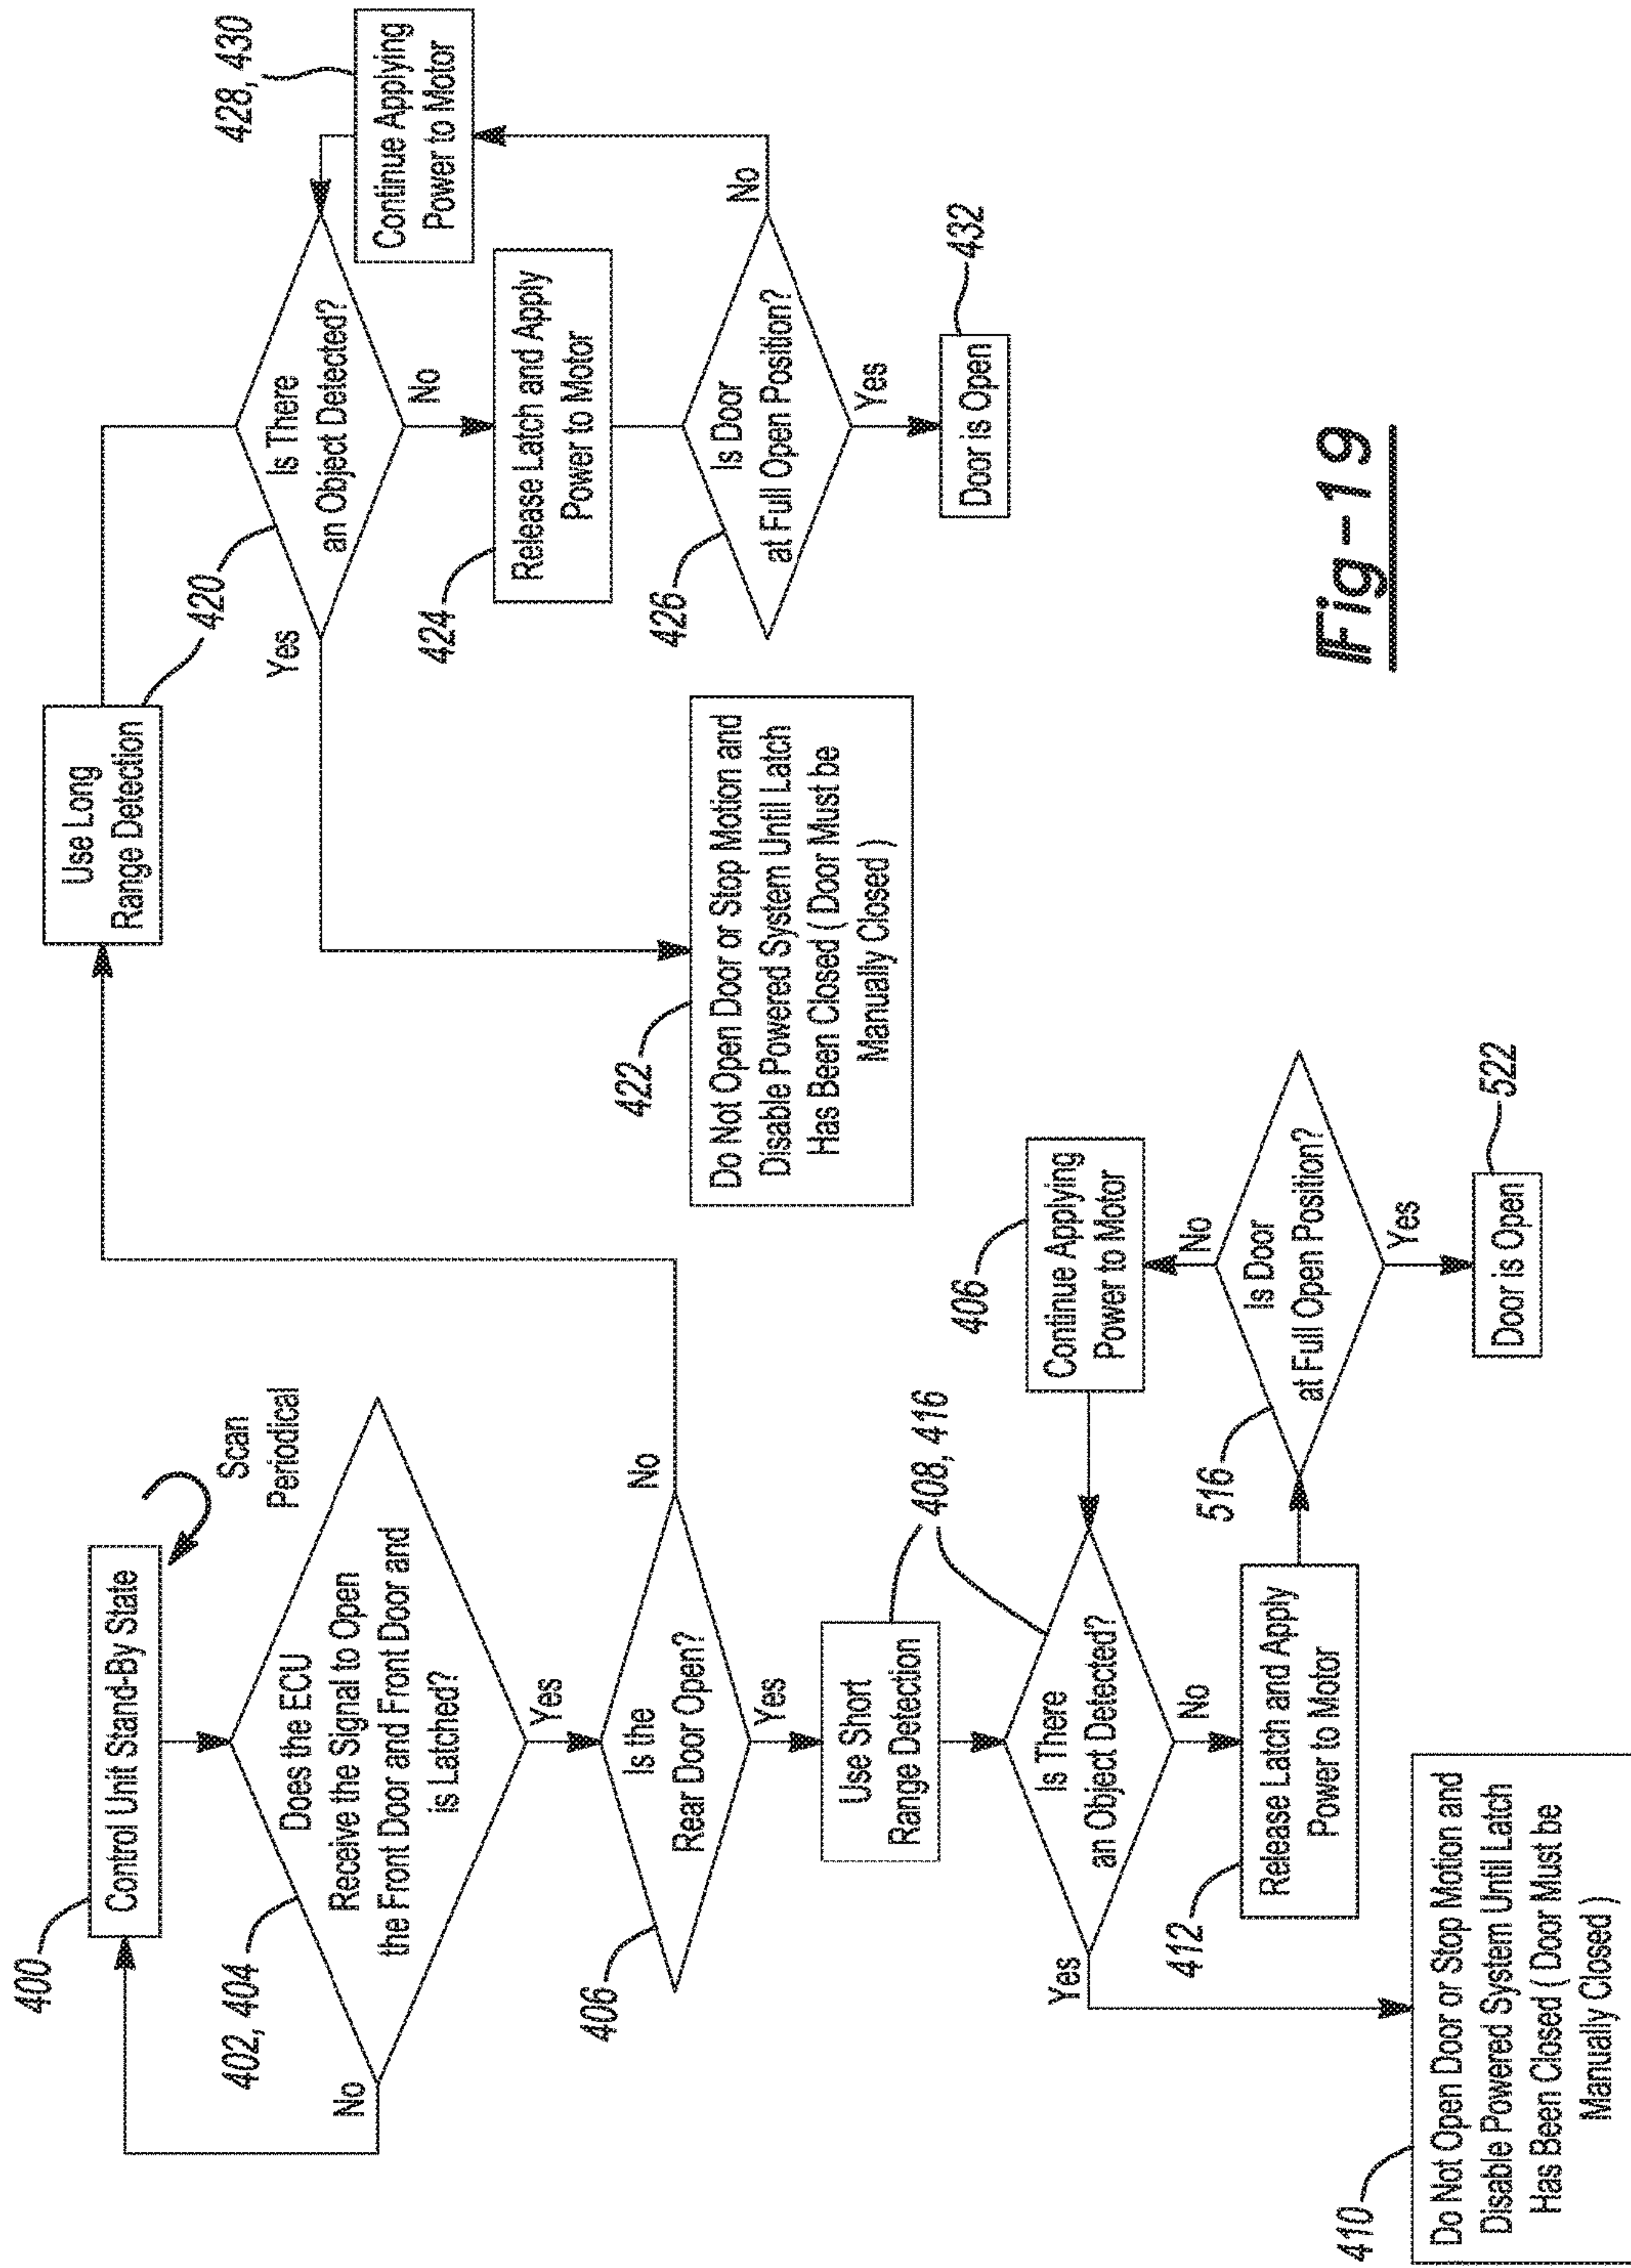 400
Control Unit Stand-By State
Scan
Periodical
402, 404
Does the ECU
Receive the Signal to Open
the Front Door and Front Door and
is Latched?
No
Yes
406
Is the
Rear Door Open?
No
Yes
Use Short
Range Detection
408, 416
Is There
an Object Detected?
Yes
No
406
Continue Applying
Power to Motor
412
Release Latch and Apply
Power to Motor
516
Is Door
at Full Open Position?
No
Yes
410
Do Not Open Door or Stop Motion and
Disable Powered System Until Latch
Has Been Closed ( Door Must be
Manually Closed )
Door is Open
522
Use Long
Range Detection
420
Is There
an Object Detected?
Yes
No
428, 430
Continue Applying
Power to Motor
424
Release Latch and Apply
Power to Motor
422
Do Not Open Door or Stop Motion and
Disable Powered System Until Latch
Has Been Closed ( Door Must be
Manually Closed )
426
Is Door
at Full Open Position?
No
Yes
Door is Open
432
Fig-19